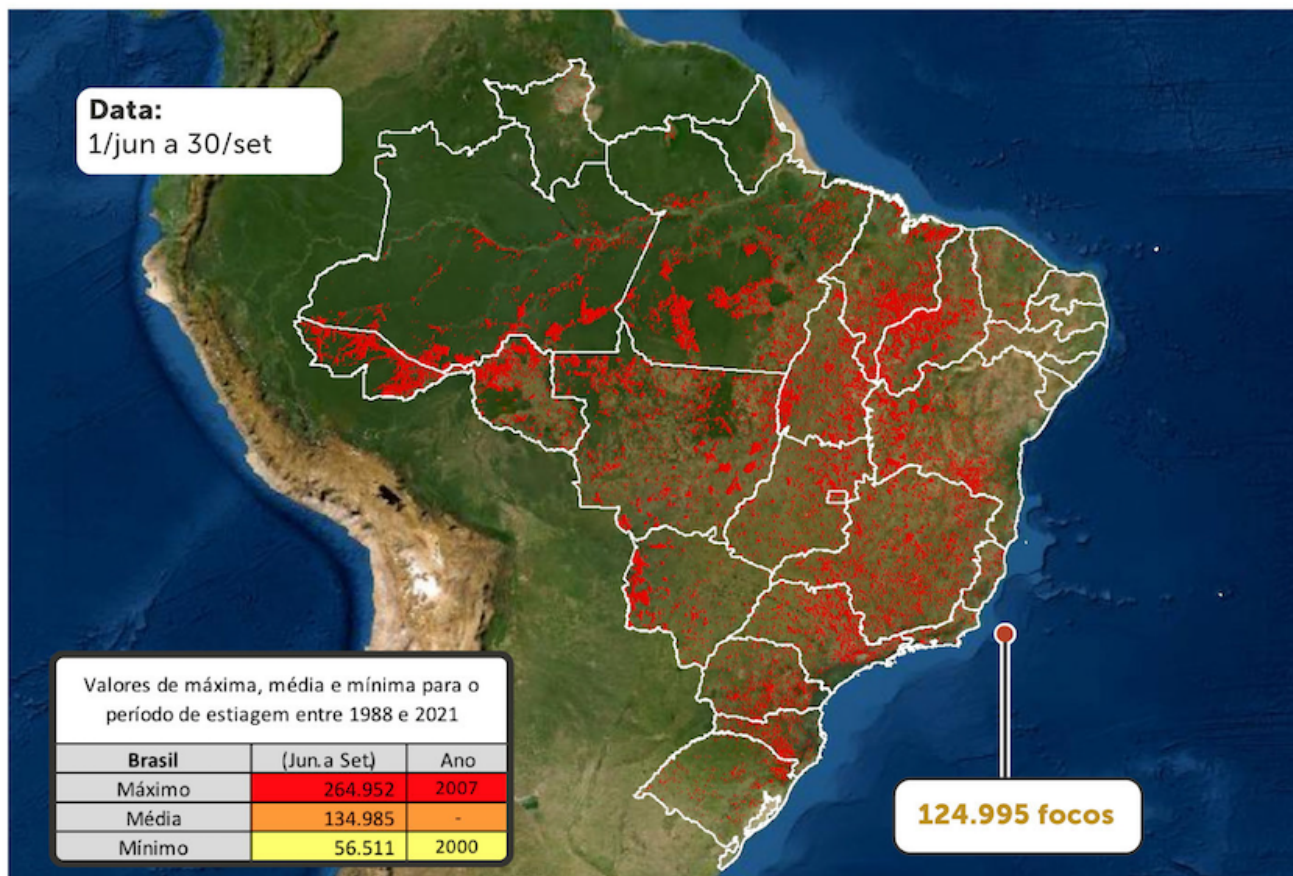 Data:
1/jun a 30/set
Valores de máxima, média e mínima para o
período de estiagem entre 1988 e 2021
Brasil (Jun. a Set.) Ano
Máximo 264.952 2007
Média 134.985 -
Mínimo 56.511 2000
124.995 focos